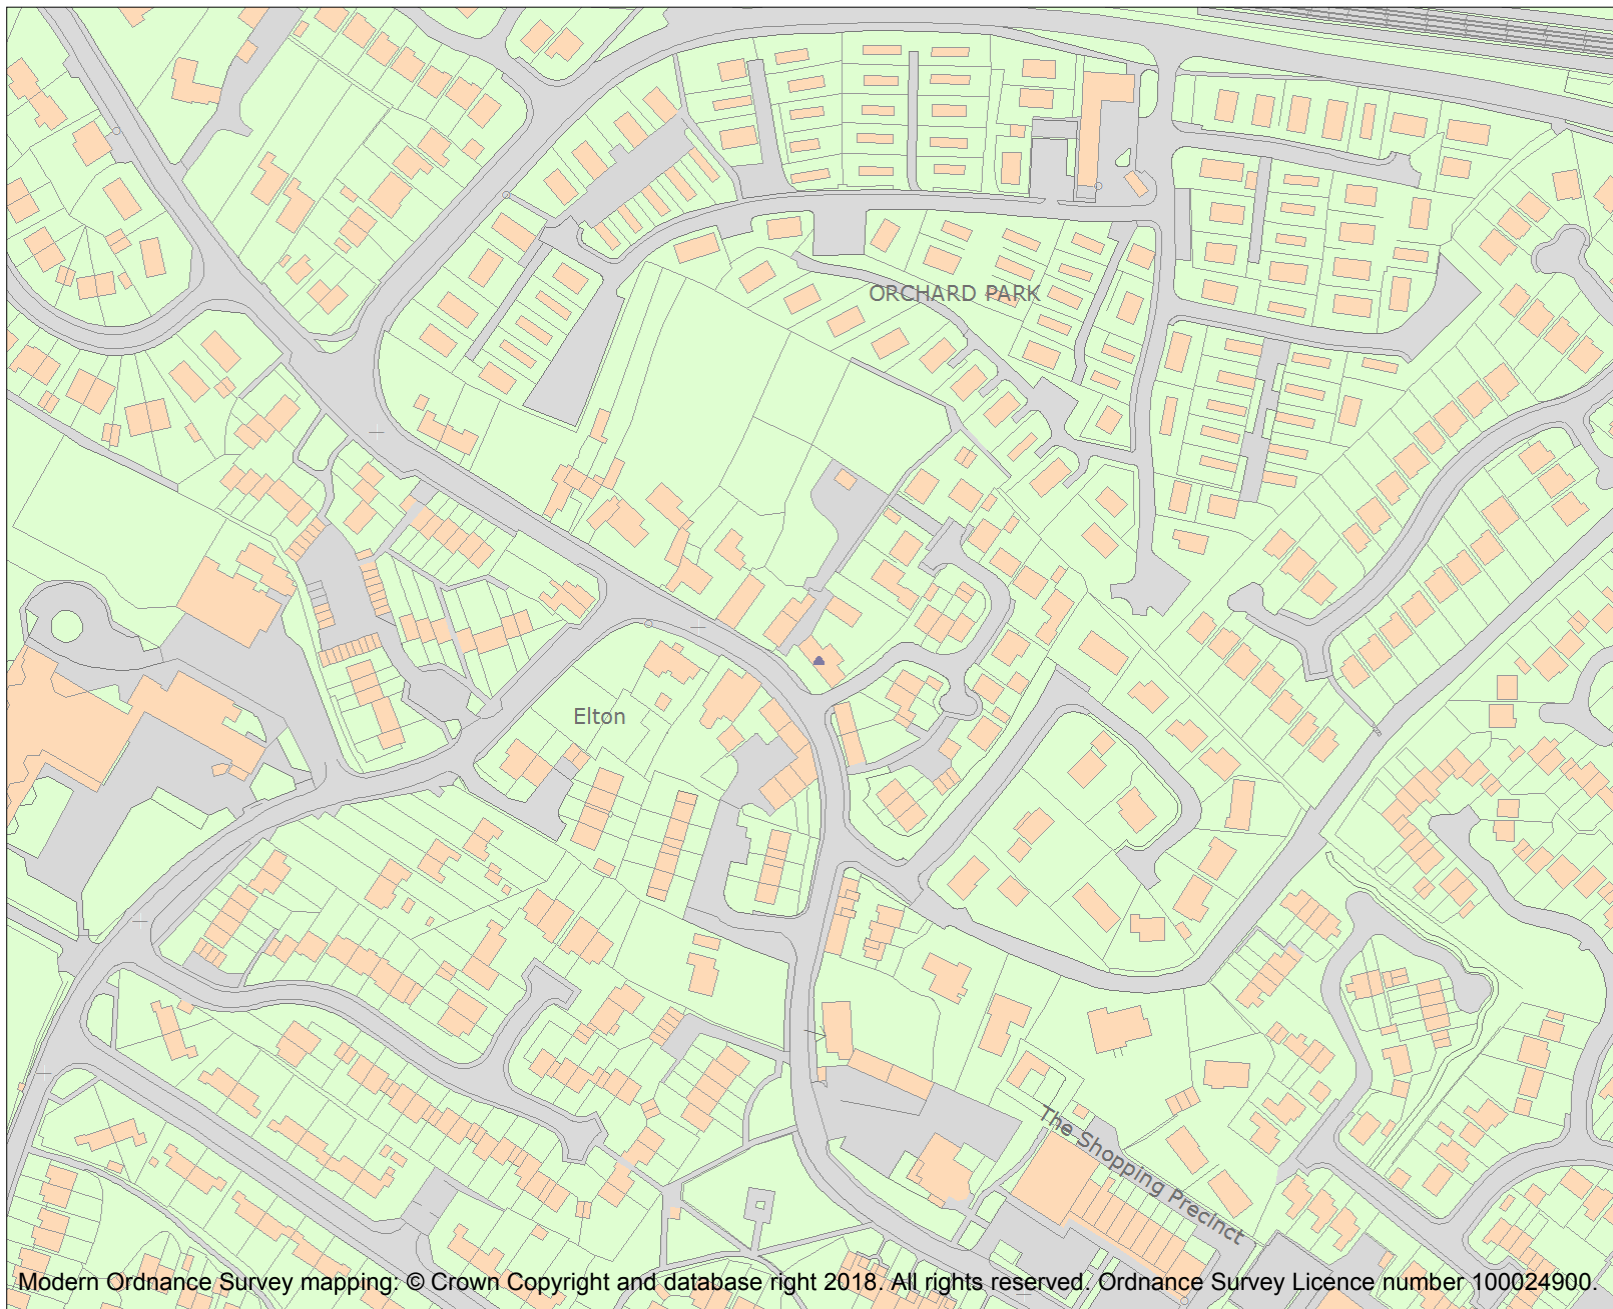 ORCHARD PARK
Elton
The Shopping Precinct
Modern Ordnance Survey mapping: © Crown Copyright and database right 2018. All rights reserved. Ordnance Survey Licence number 100024900.